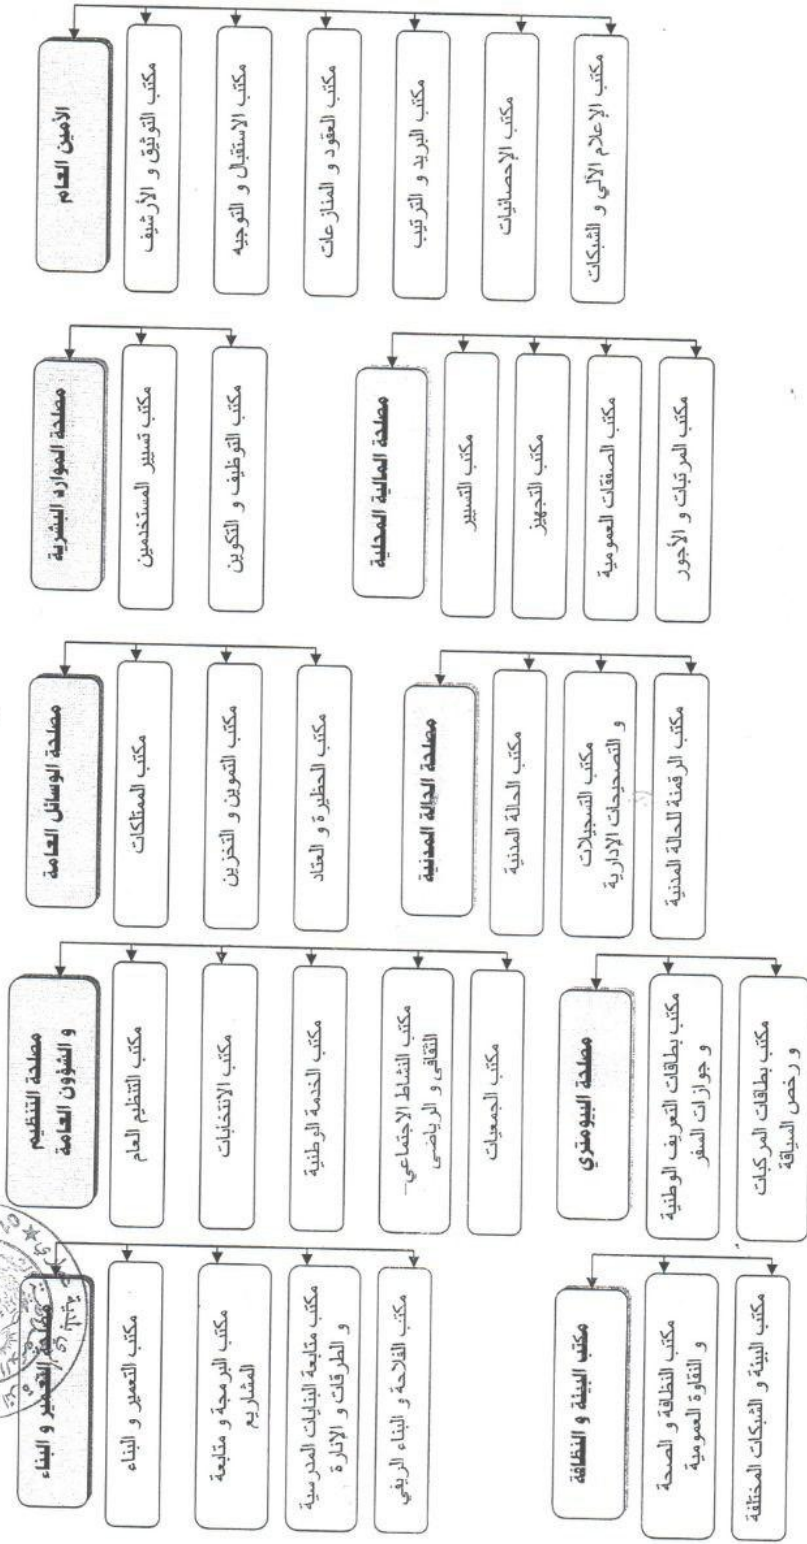 الأمين العام
مكتب التوثيق و الأرشيف
مكتب الاستقبال و التوجيه
مكتب العقود و المنازعات
مكتب البريد و الترتيب
مكتب الإحصائيات
مكتب الإعلام الآلي و الشبكات
مصلحة الموارد البشرية
مكتب تسيير المستخدمين
مكتب التوظيف و التكوين
مصلحة المالية المحلية
مكتب التسيير
مكتب التجهيز
مكتب الصفقات العمومية
مكتب المرتبات و الأجور
مصلحة الوسائل العامة
مكتب الممتلكات
مكتب التموين و التخزين
مكتب الحظيرة و العتاد
مصلحة الحالة المدنية
مكتب الحالة المدنية
مكتب التسجيلات
و التصحيحات الإدارية
مكتب الرقمنة للحالة المدنية
مصلحة التنظيم
و الشؤون العامة
مكتب التنظيم العام
مكتب الانتخابات
مكتب الخدمة الوطنية
مكتب النشاط الاجتماعي–
الثقافي و الرياضي
مكتب الجمعيات
مصلحة البيومتري
مكتب بطاقات التعريف الوطنية
و جوازات السفر
مكتب بطاقات المركبات
و رخص السياقة
مصلحة التعمير و البناء
مكتب التعمير و البناء
مكتب البرمجة و متابعة
المشاريع
مكتب متابعة البنايات المدرسية
و الطرقات و الانارة
مكتب الفلاحة و البناء الريفي
مكتب البيئة و النظافة
مكتب النظافة و الصحة
و النقاوة العمومية
مكتب البيئة و الشبكات المختلفة